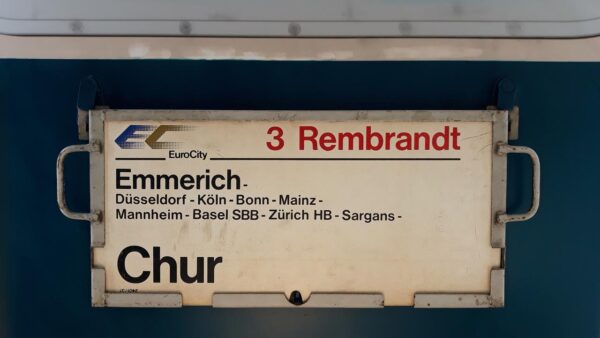 EC 3 Rembrandt
EuroCity
Emmerich-
Düsseldorf - Köln - Bonn - Mainz -
Mannheim - Basel SBB - Zürich HB - Sargans -
Chur